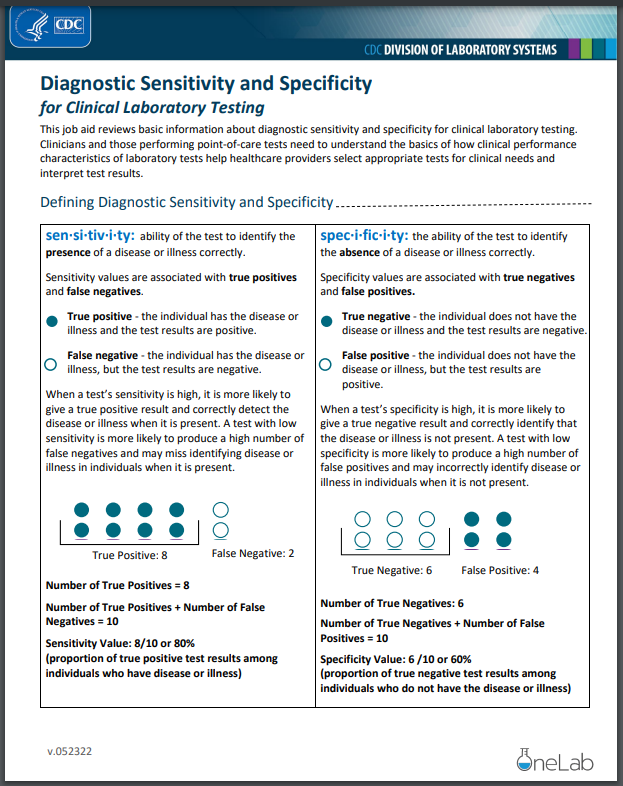 CDC
CDC DIVISION OF LABORATORY SYSTEMS
Diagnostic Sensitivity and Specificity
for Clinical Laboratory Testing
This job aid reviews basic information about diagnostic sensitivity and specificity for clinical laboratory testing.
Clinicians and those performing point-of-care tests need to understand the basics of how clinical performance
characteristics of laboratory tests help healthcare providers select appropriate tests for clinical needs and
interpret test results.
Defining Diagnostic Sensitivity and Specificity
sen·si·tiv·i·ty: ability of the test to identify the
presence of a disease or illness correctly.
Sensitivity values are associated with true positives
and false negatives.
True positive - the individual has the disease or
illness and the test results are positive.
False negative - the individual has the disease or
illness, but the test results are negative.
When a test's sensitivity is high, it is more likely to
give a true positive result and correctly detect the
disease or illness when it is present. A test with low
sensitivity is more likely to produce a high number of
false negatives and may miss identifying disease or
illness in individuals when it is present.
True Positive: 8
False Negative: 2
Number of True Positives = 8
Number of True Positives + Number of False
Negatives = 10
Sensitivity Value: 8/10 or 80%
(proportion of true positive test results among
individuals who have disease or illness)
spec·i·fic·i·ty: the ability of the test to identify
the absence of a disease or illness correctly.
Specificity values are associated with true negatives
and false positives.
True negative - the individual does not have the
disease or illness and the test results are negative.
False positive - the individual does not have the
disease or illness, but the test results are
positive.
When a test's specificity is high, it is more likely to
give a true negative result and correctly identify that
the disease or illness is not present. A test with low
specificity is more likely to produce a high number of
false positives and may incorrectly identify disease or
illness in individuals when it is not present.
True Negative: 6
False Positive: 4
Number of True Negatives: 6
Number of True Negatives + Number of False
Positives = 10
Specificity Value: 6 /10 or 60%
(proportion of true negative test results among
individuals who do not have the disease or illness)
v.052322
OneLab